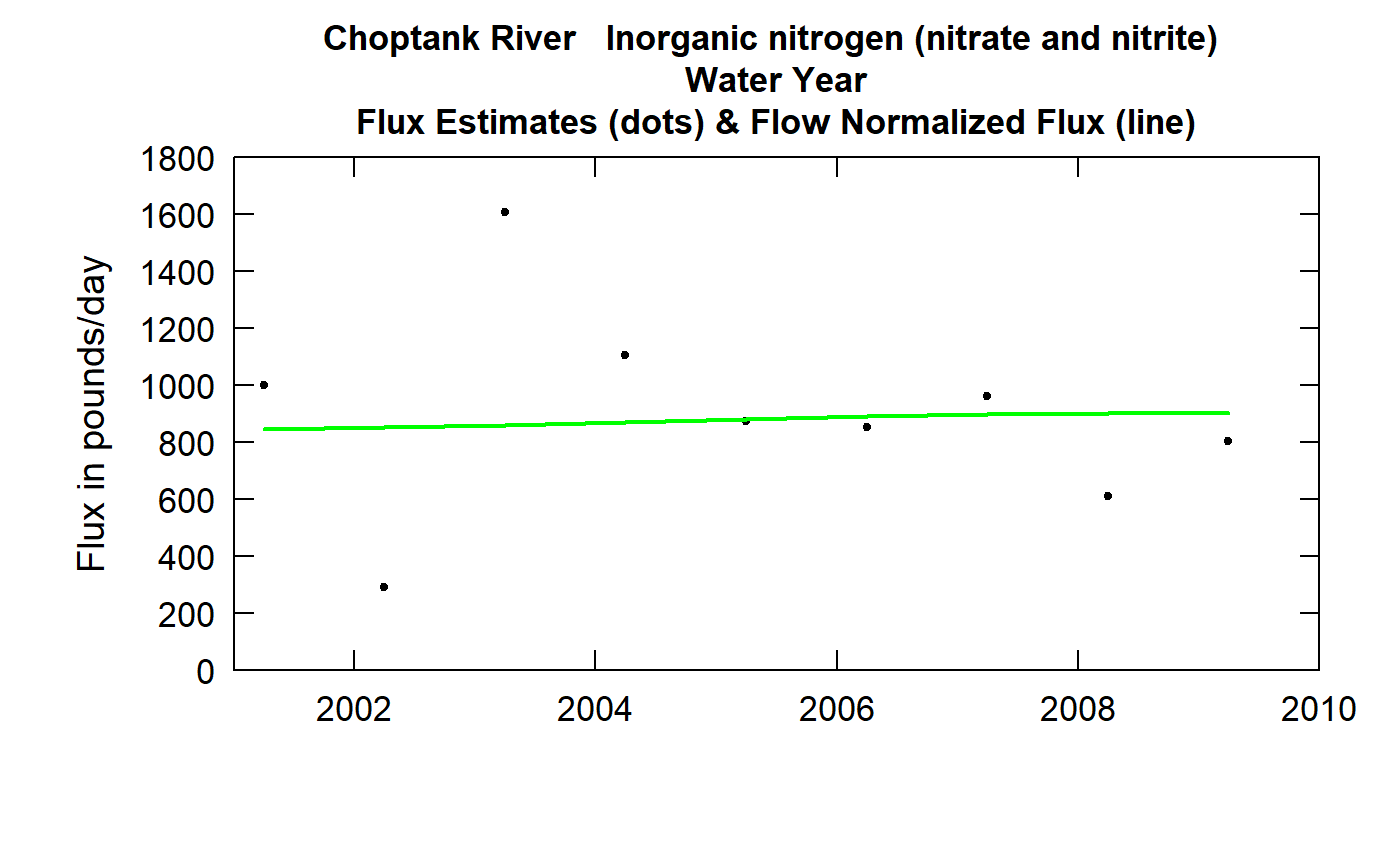 Choptank River   Inorganic nitrogen (nitrate and nitrite)
Water Year
Flux Estimates (dots) & Flow Normalized Flux (line)
Flux in pounds/day
1800
1600
1400
1200
1000
800
600
400
200
0
2002 2004 2006 2008 2010